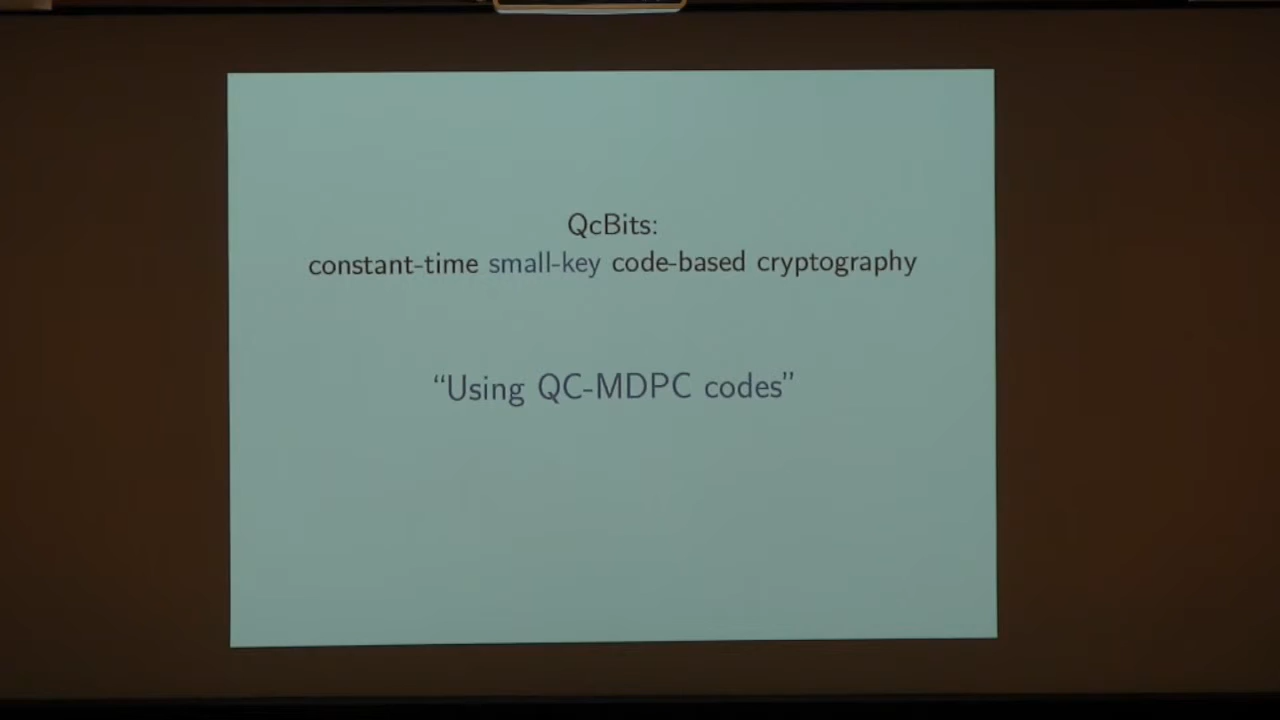 QcBits:
constant-time small-key code-based cryptography
“Using QC-MDPC codes”